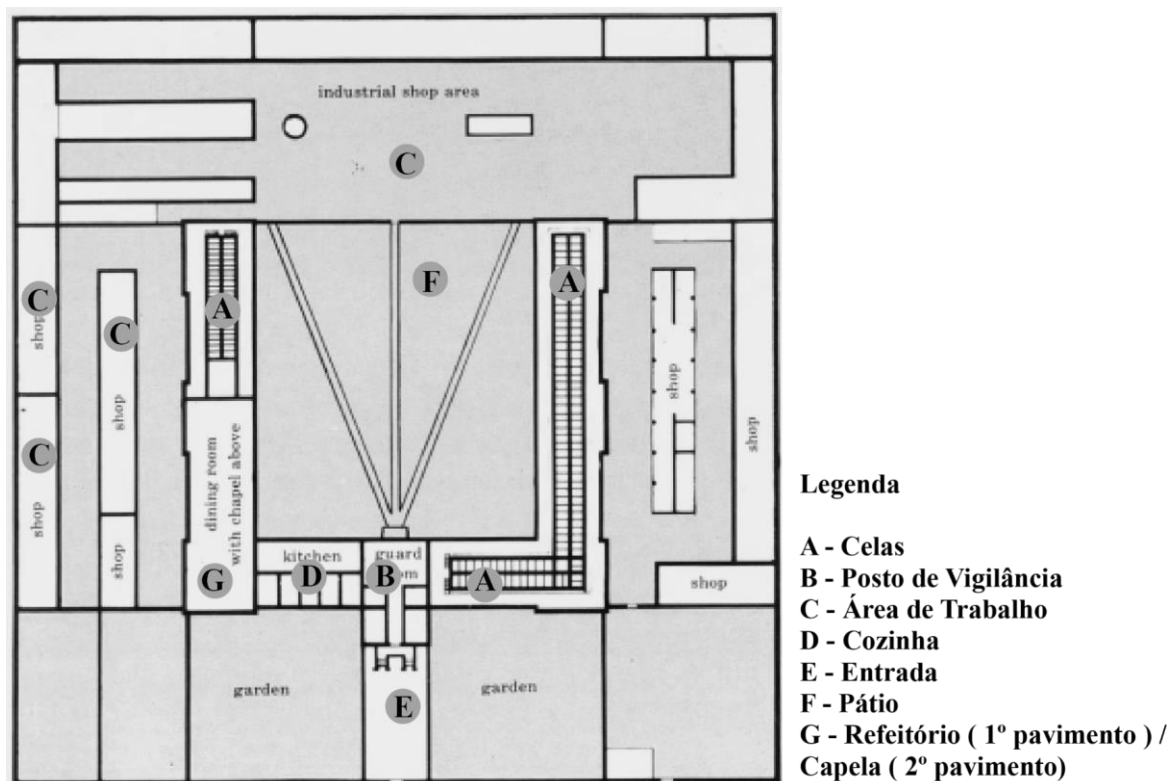 industrial shop area
C
F
A
A
C
C
C
shop
shop
shop
shop
shop
shop
shop
dining room
with chapel above
G
kitchen
D
guard
room
B
A
garden
E
garden
Legenda
A - Celas
B - Posto de Vigilância
C - Área de Trabalho
D - Cozinha
E - Entrada
F - Pátio
G - Refeitório ( 1º pavimento ) /
Capela ( 2º pavimento)